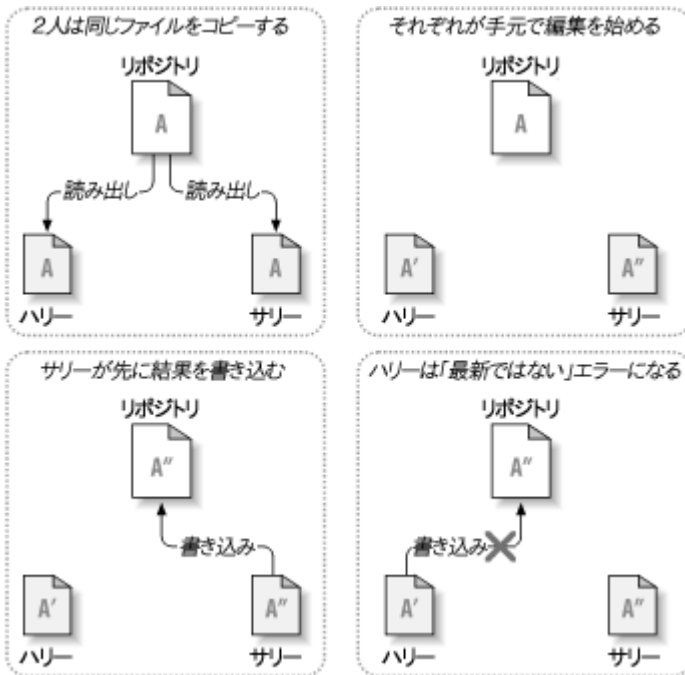 2人は同じファイルをコピーする
リポジトリ
A
読み出し 読み出し
A A
ハリー サリー
それぞれが手元で編集を始める
リポジトリ
A
A' A"
ハリー サリー
サリーが先に結果を書き込む
リポジトリ
A"
書き込み
A' A"
ハリー サリー
ハリーは「最新ではない」エラーになる
リポジトリ
A"
書き込み
A' A"
ハリー サリー